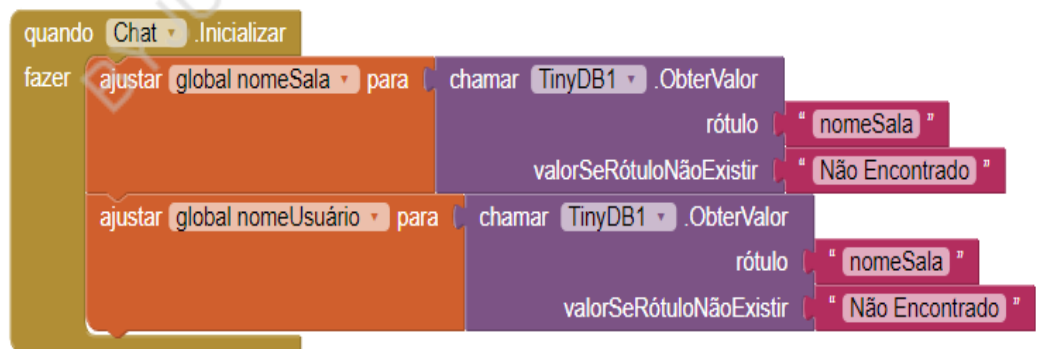 quando Chat .Inicializar
fazer ajustar global nomeSala para chamar TinyDB1 .ObterValor
rótulo “ nomeSala ”
valorSeRótuloNãoExistir “ Não Encontrado ”
ajustar global nomeUsuário para chamar TinyDB1 .ObterValor
rótulo “ nomeSala ”
valorSeRótuloNãoExistir “ Não Encontrado ”